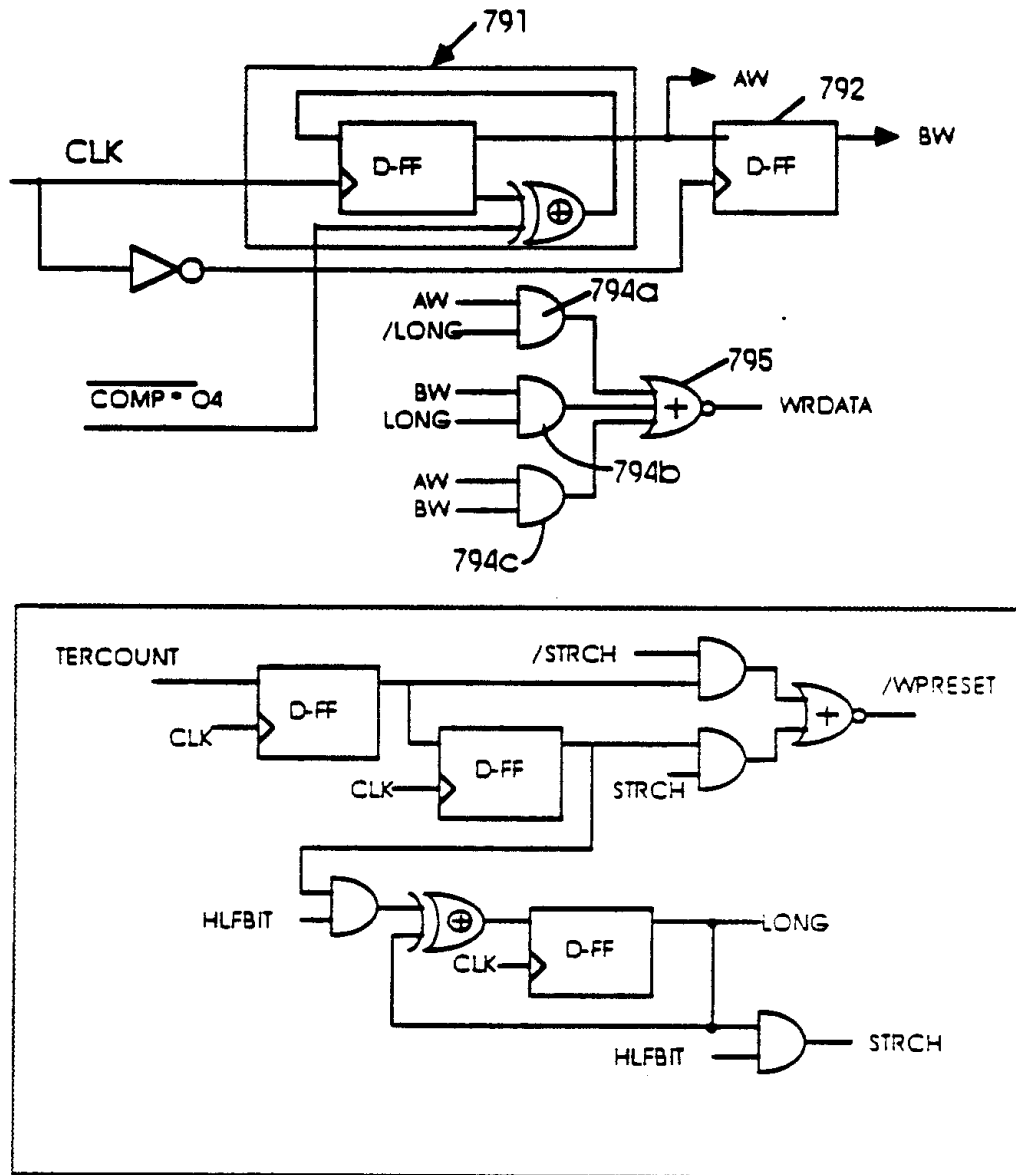 791
AW
792
BW
CLK
D-FF
D-FF
⊕
794a
AW
/LONG
795
BW
LONG
+
WRDATA
COMP = 04
794b
AW
BW
794c
TERCOUNT
D-FF
CLK
/STRCH
/WPRESET
+
D-FF
CLK
STRCH
HLFBIT
⊕
D-FF
CLK
LONG
HLFBIT
STRCH